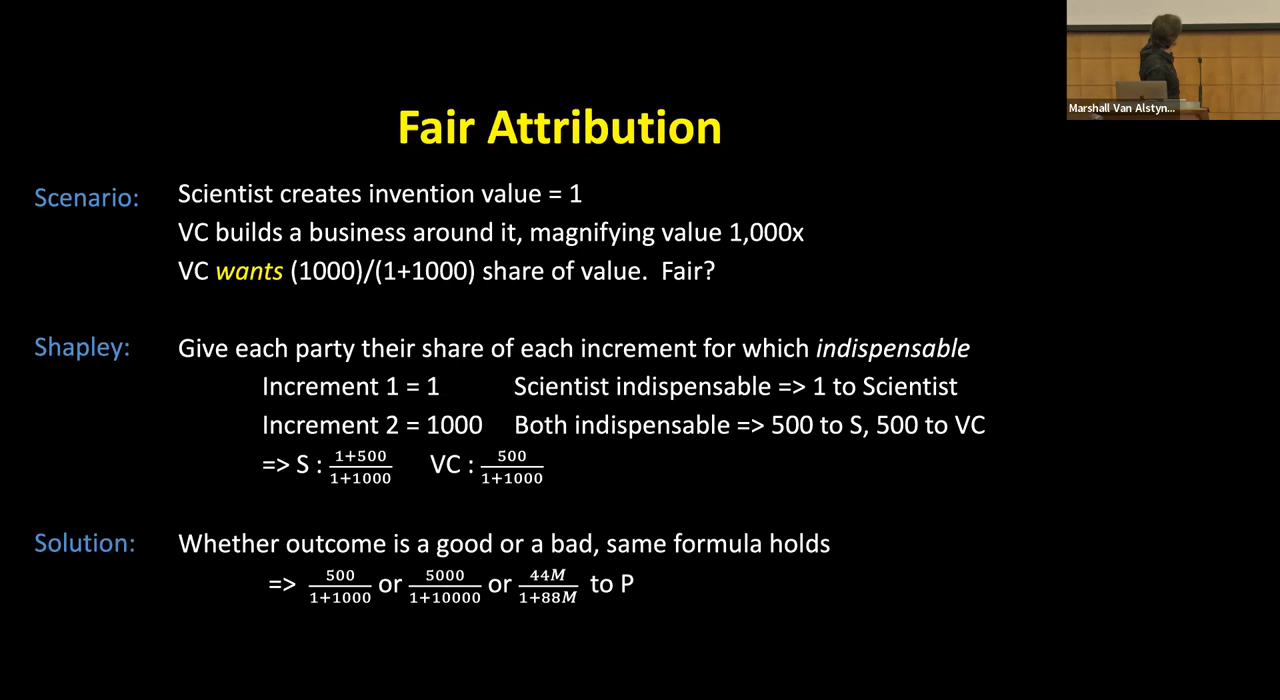 Marshall Van Alstyn...
Fair Attribution
Scenario: Scientist creates invention value = 1
VC builds a business around it, magnifying value 1,000x
VC wants (1000)/(1+1000) share of value. Fair?
Shapley: Give each party their share of each increment for which indispensable
Increment 1 = 1 Scientist indispensable => 1 to Scientist
Increment 2 = 1000 Both indispensable => 500 to S, 500 to VC
=> S : (1+500)/(1+1000) VC : 500/(1+1000)
Solution: Whether outcome is a good or a bad, same formula holds
=> 500/(1+1000) or 5000/(1+10000) or 44M/(1+88M) to P